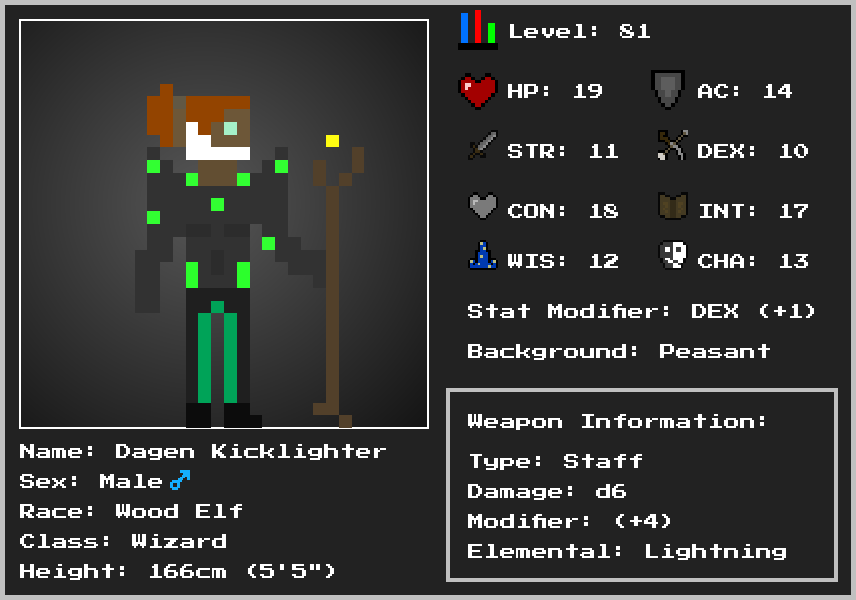 Level: 81
HP: 19
AC: 14
STR: 11
DEX: 10
CON: 18
INT: 17
WIS: 12
CHA: 13
Stat Modifier: DEX (+1)
Background: Peasant
Weapon Information:
Type: Staff
Damage: d6
Modifier: (+4)
Elemental: Lightning
Name: Dagen Kicklighter
Sex: Male♂
Race: Wood Elf
Class: Wizard
Height: 166cm (5'5")